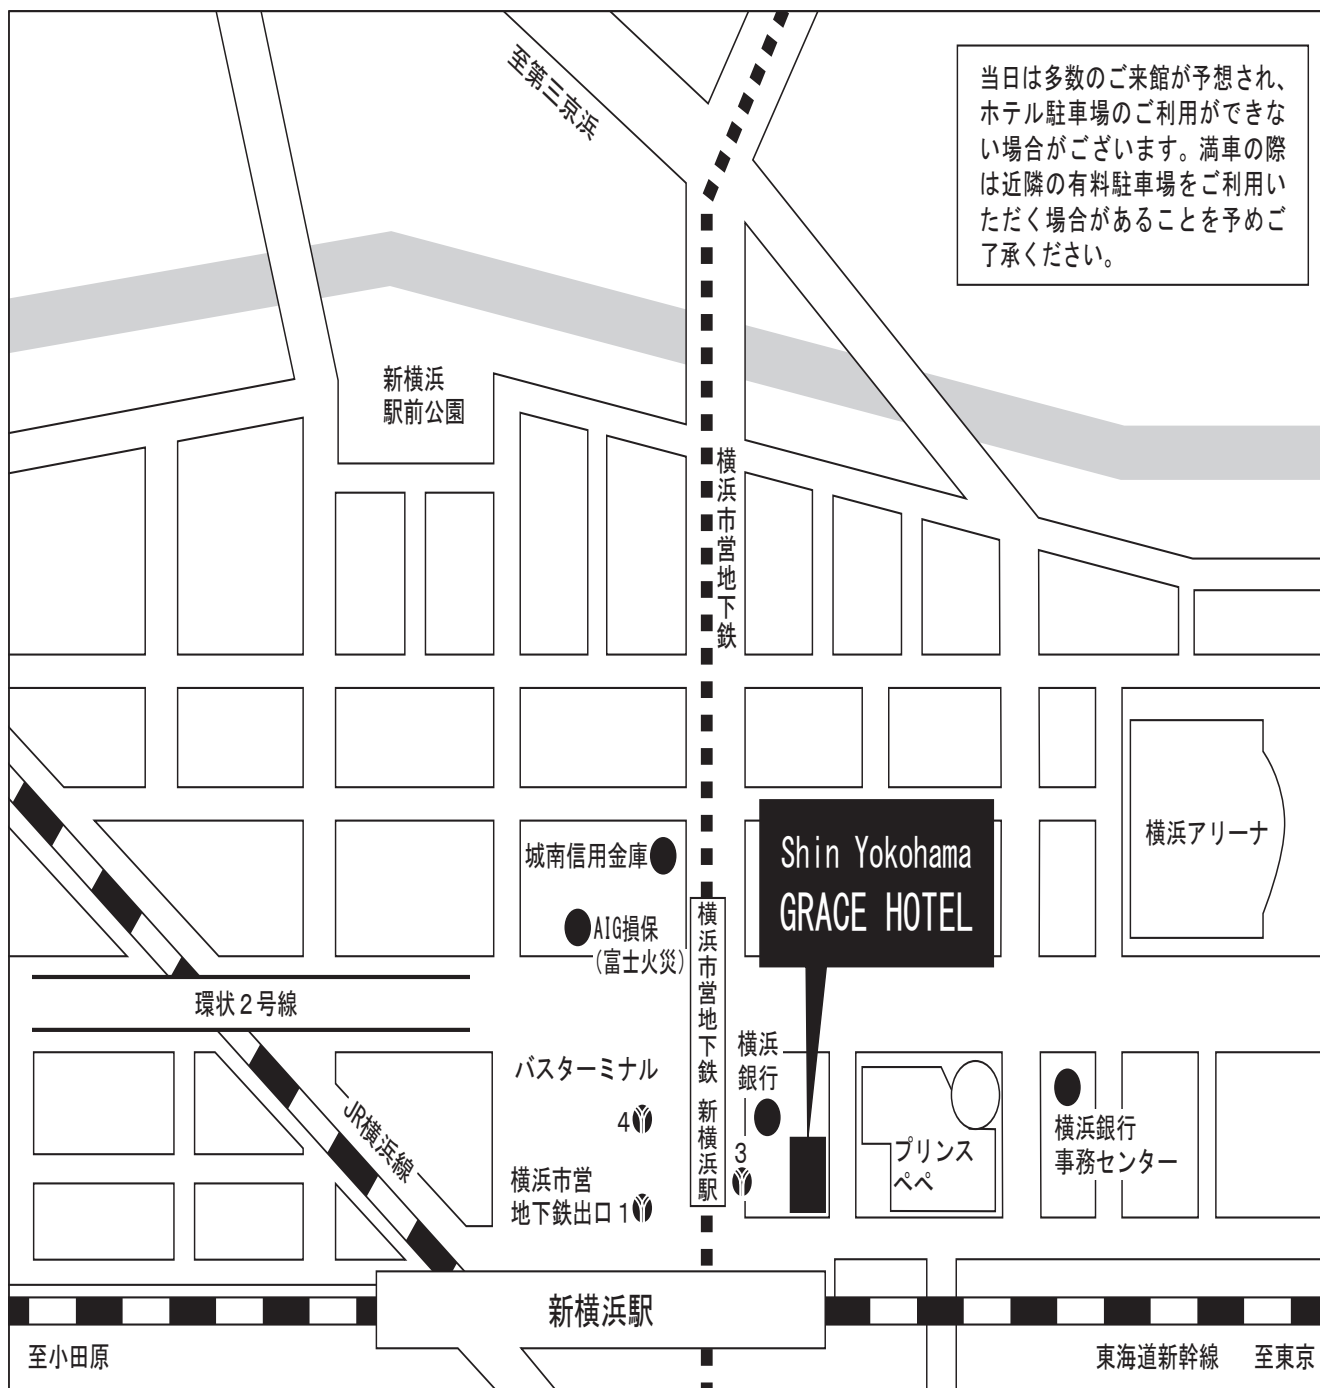 至第三京浜
当日は多数のご来館が予想され、
ホテル駐車場のご利用ができな
い場合がございます。満車の際
は近隣の有料駐車場をご利用い
ただく場合があることを予めご
了承ください。
新横浜
駅前公園
横浜市営地下鉄
横浜アリーナ
城南信用金庫
AIG損保
(富士火災)
Shin Yokohama
GRACE HOTEL
横浜市営地下鉄 新横浜駅
環状2号線
JR横浜線
バスターミナル
4
横浜市営
地下鉄出口 1
横浜
銀行
3
プリンス
ペペ
横浜銀行
事務センター
新横浜駅
至小田原
東海道新幹線 至東京